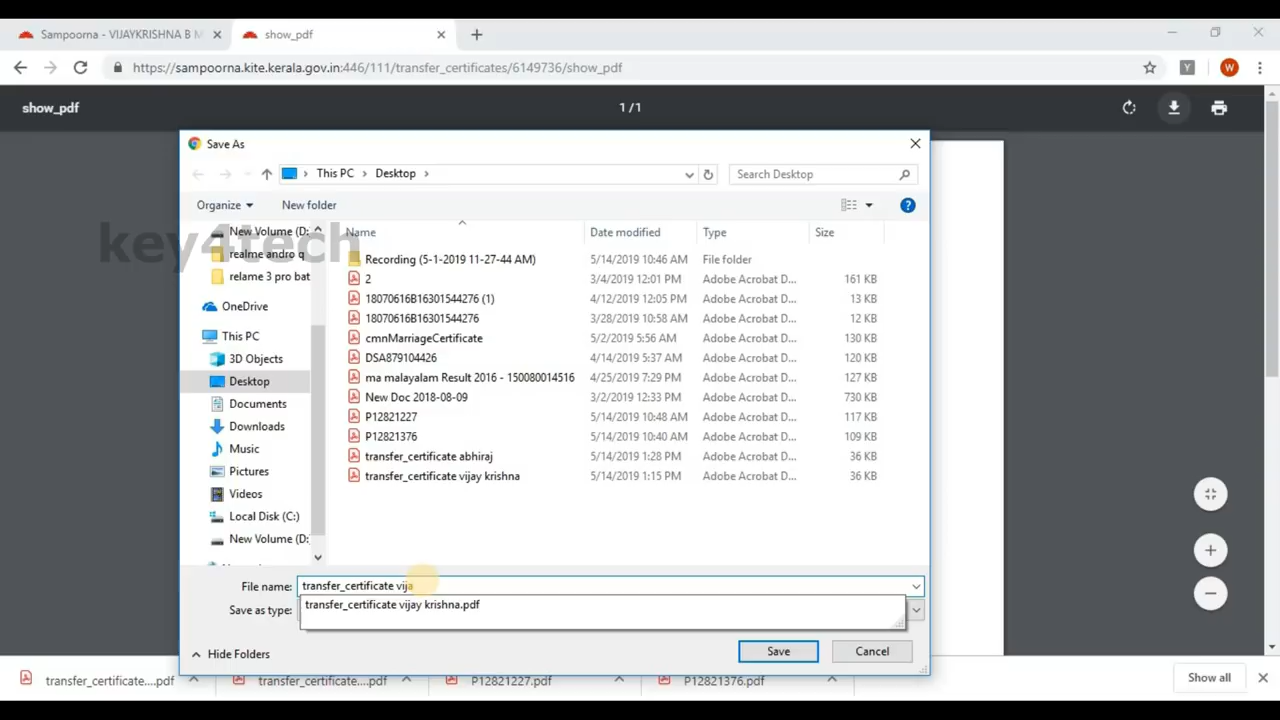 Sampoorna - VIJAYKRISHNA B M
show_pdf
https://sampoorna.kite.kerala.gov.in:446/111/transfer_certificates/6149736/show_pdf
Y
W
show_pdf
1 / 1
Save As
This PC
Desktop
Search Desktop
Organize
New folder
?
key4tech
New Volume (D:
realme andro q
relame 3 pro bat
OneDrive
This PC
3D Objects
Desktop
Documents
Downloads
Music
Pictures
Videos
Local Disk (C:)
New Volume (D:
Name Date modified Type Size
Recording (5-1-2019 11-27-44 AM) 5/14/2019 10:46 AM File folder
2 3/4/2019 12:01 PM Adobe Acrobat D... 161 KB
18070616B16301544276 (1) 4/12/2019 12:05 PM Adobe Acrobat D... 13 KB
18070616B16301544276 3/28/2019 10:58 AM Adobe Acrobat D... 12 KB
cmnMarriageCertificate 5/2/2019 5:56 AM Adobe Acrobat D... 130 KB
DSA879104426 4/14/2019 5:37 AM Adobe Acrobat D... 120 KB
ma malayalam Result 2016 - 150080014516 4/25/2019 7:29 PM Adobe Acrobat D... 127 KB
New Doc 2018-08-09 3/2/2019 12:33 PM Adobe Acrobat D... 730 KB
P12821227 5/14/2019 10:48 AM Adobe Acrobat D... 117 KB
P12821376 5/14/2019 10:40 AM Adobe Acrobat D... 109 KB
transfer_certificate abhiraj 5/14/2019 1:28 PM Adobe Acrobat D... 36 KB
transfer_certificate vijay krishna 5/14/2019 1:15 PM Adobe Acrobat D... 36 KB
File name: transfer_certificate vija
transfer_certificate vijay krishna.pdf
Save as type:
Hide Folders
Save
Cancel
transfer_certificate....pdf
transfer_certificate....pdf
P12821227.pdf
P12821376.pdf
Show all